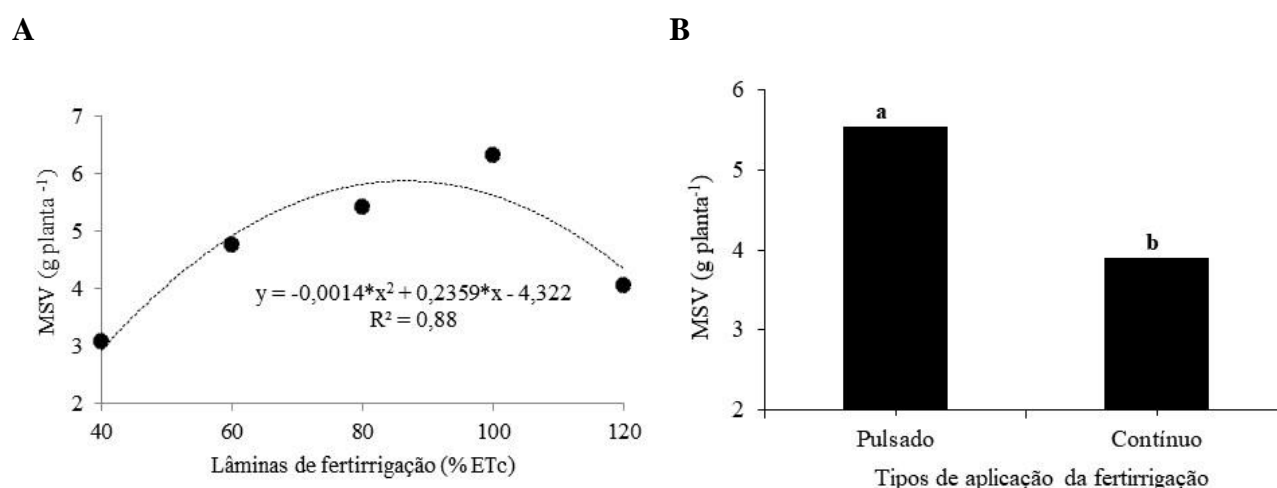 A
7
6
5
4
3
2
MSV (g planta ⁻¹)
y = -0,0014*x² + 0,2359*x - 4,322
R² = 0,88
40 60 80 100 120
Lâminas de fertirrigação (% ETc)
B
6
5
4
3
2
MSV (g planta⁻¹)
a
b
Pulsado Contínuo
Tipos de aplicação da fertirrigação